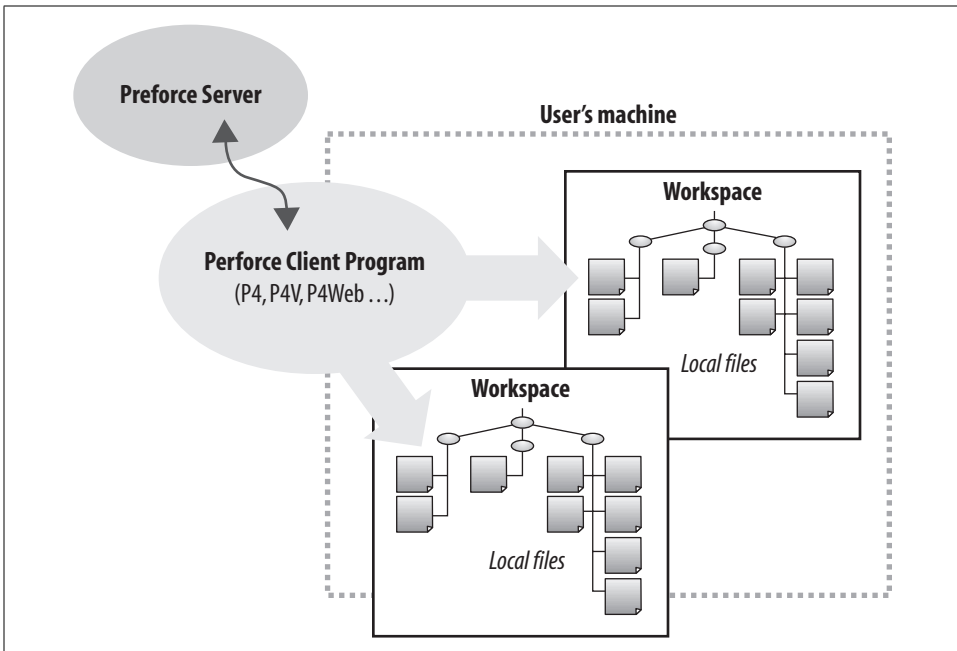 Preforce Server
User's machine
Workspace
Perforce Client Program
(P4, P4V, P4Web ...)
Local files
Workspace
Local files